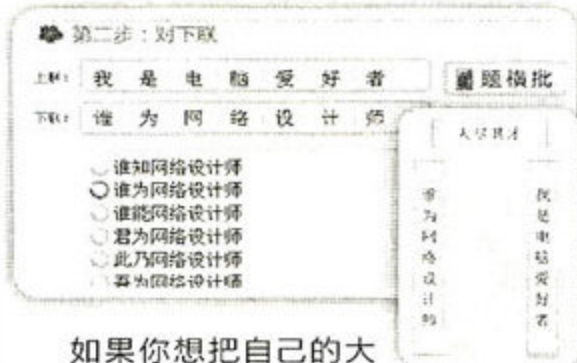 第二步：对下联
上联：我是电脑爱好者
题横批
下联：谁为网络设计师
谁知网络设计师
谁为网络设计师
谁能网络设计师
君为网络设计师
此乃网络设计师
吾为网络设计师
我是电脑爱好者
谁为网络设计师
如果你想把自己的大